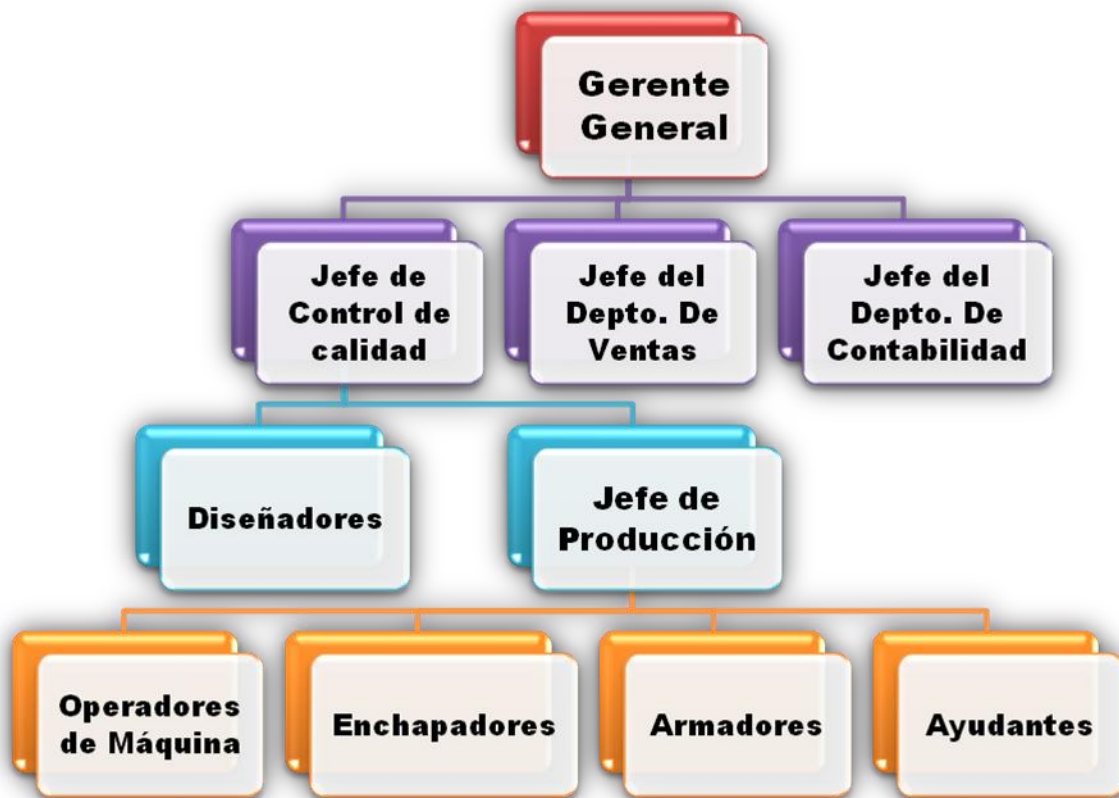 Gerente
General
Jefe de
Control de
calidad
Jefe del
Depto. De
Ventas
Jefe del
Depto. De
Contabilidad
Diseñadores
Jefe de
Producción
Operadores
de Máquina
Enchapadores
Armadores
Ayudantes